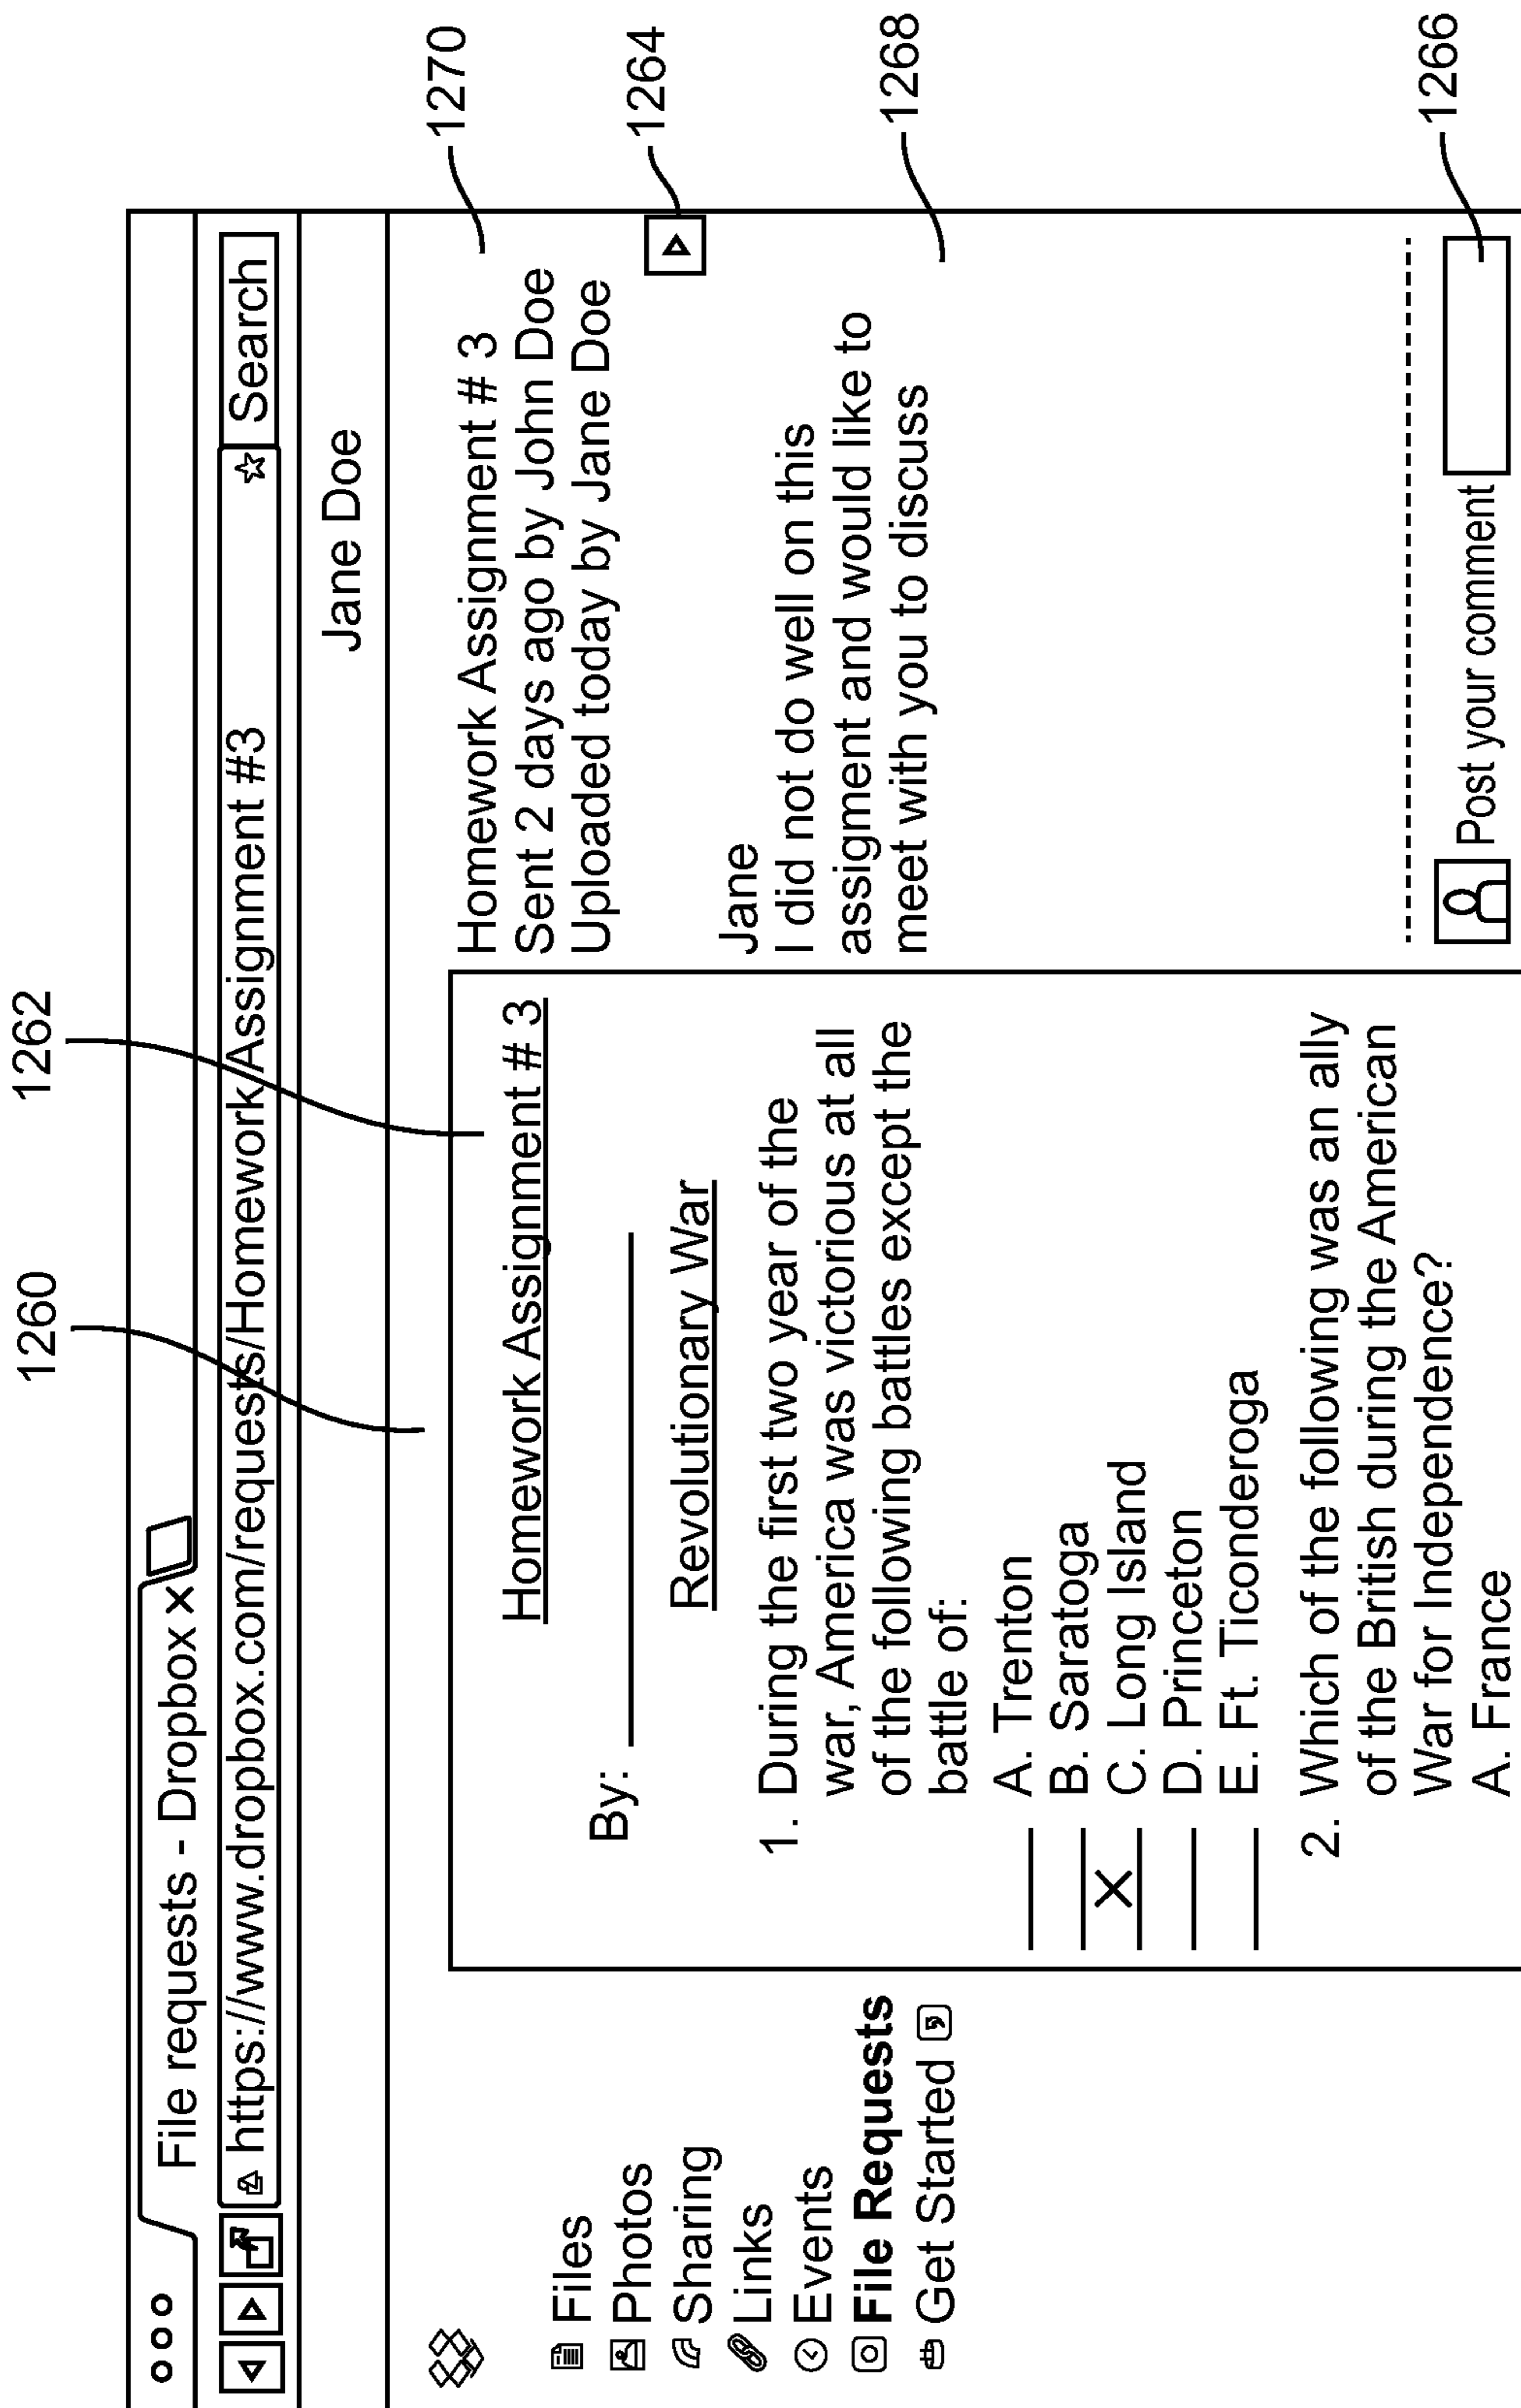 1260
1262
File requests - Dropbox X
https://www.dropbox.com/requests/Homework/Assignment #3
Search
Jane Doe
Files
Photos
Sharing
Links
Events
File Requests
Get Started
Homework Assignment # 3
By:
Revolutionary War
1. During the first two year of the
war, America was victorious at all
of the following battles except the
battle of:
A. Trenton
B. Saratoga
X C. Long Island
D. Princeton
E. Ft. Ticonderoga
2. Which of the following was an ally
of the British during the American
War for Independence?
A. France
Homework Assignment # 3
Sent 2 days ago by John Doe
Uploaded today by Jane Doe
Jane
I did not do well on this
assigment and would like to
meet with you to discuss
Post your comment
1270
1264
1268
1266